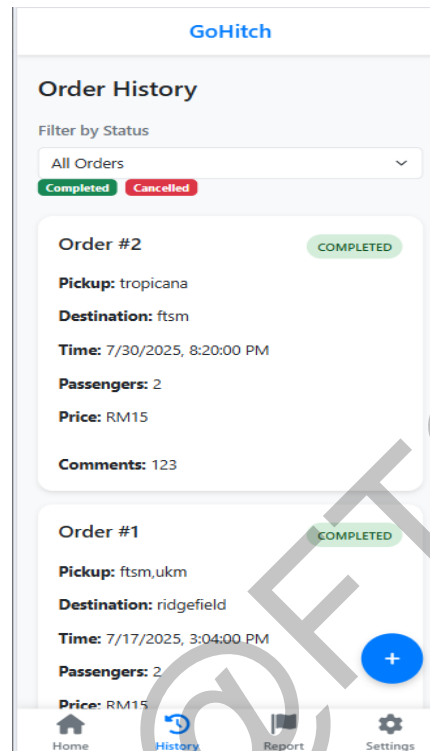 GoHitch
Order History
Filter by Status
All Orders
Completed Cancelled
Order #2 COMPLETED
Pickup: tropicana
Destination: ftsm
Time: 7/30/2025, 8:20:00 PM
Passengers: 2
Price: RM15
Comments: 123
Order #1 COMPLETED
Pickup: ftsm,ukm
Destination: ridgefield
Time: 7/17/2025, 3:04:00 PM
Passengers: 2
+
Price: RM15
Home History Report Settings
@FT